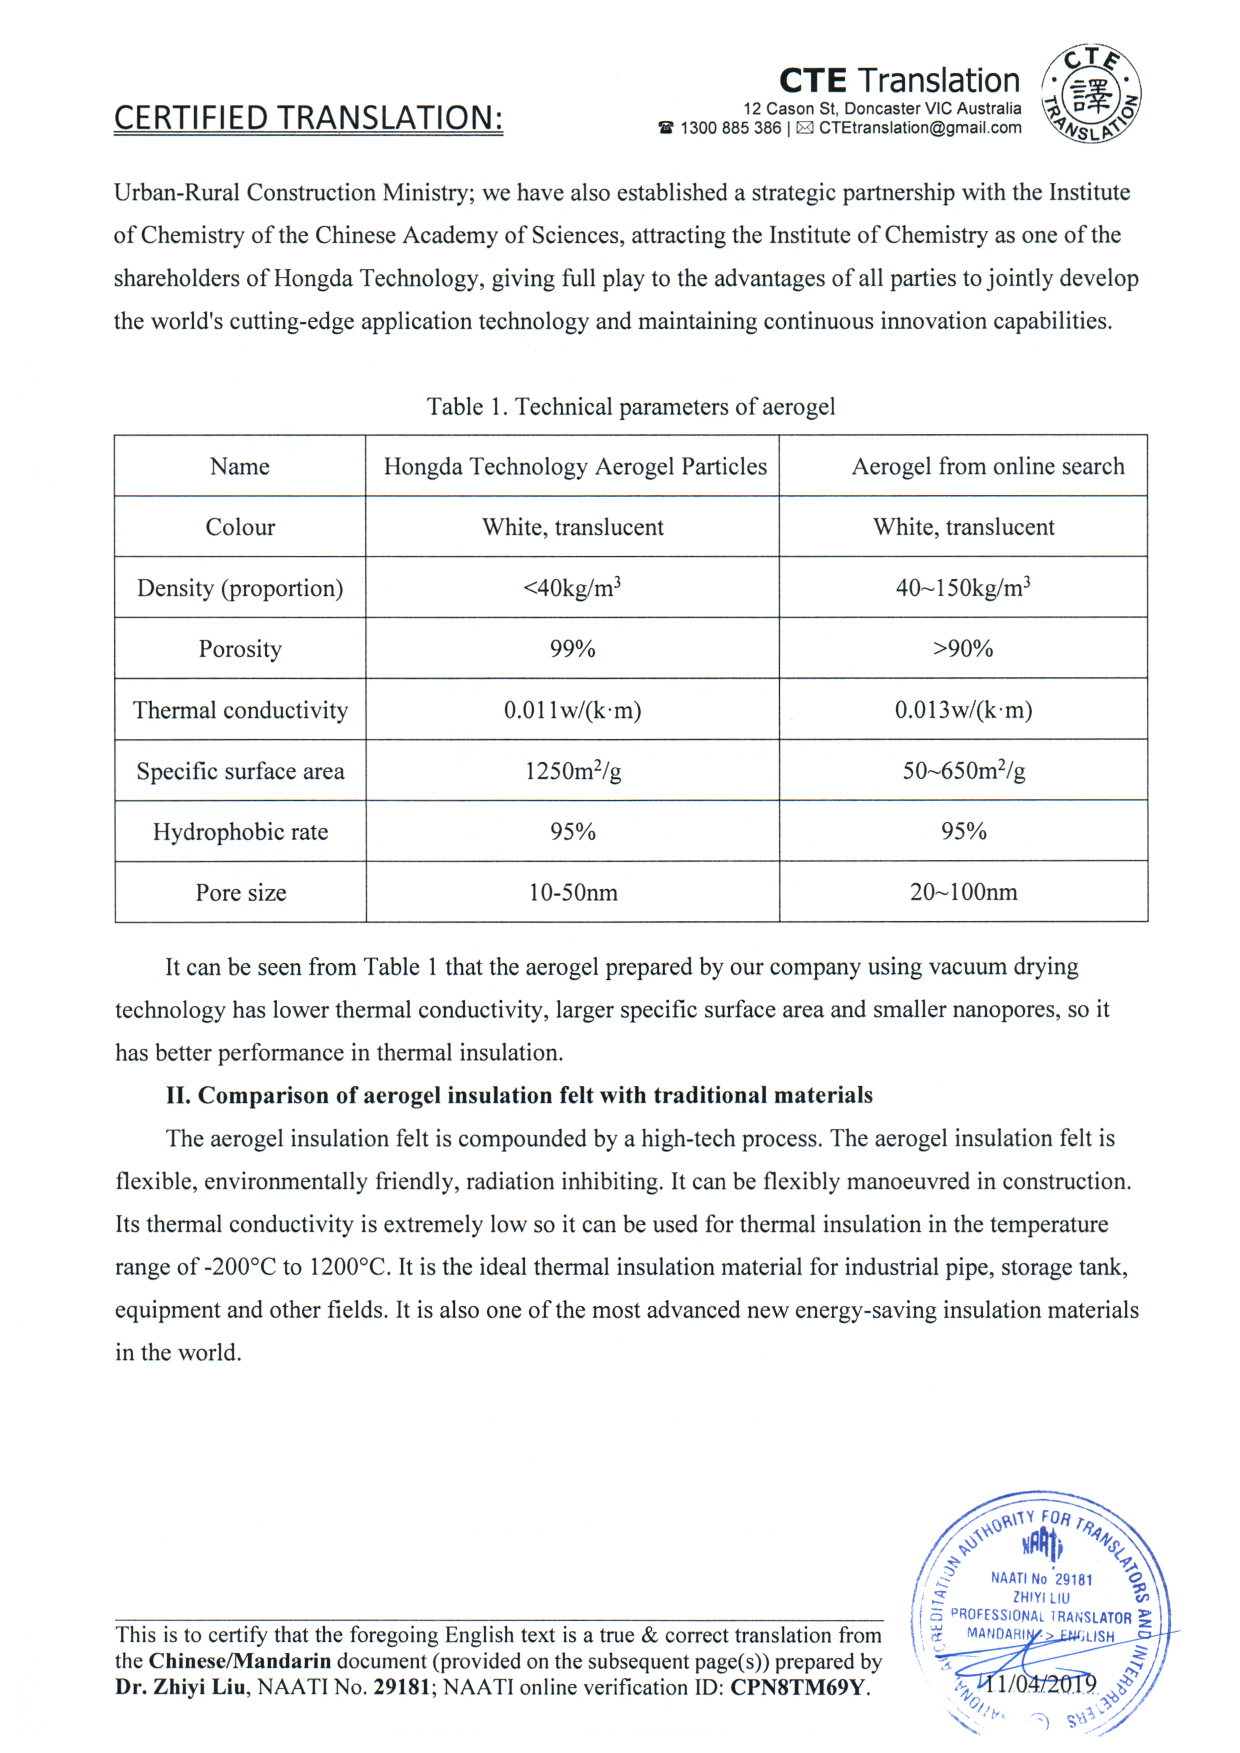 CERTIFIED TRANSLATION:
CTE Translation
12 Cason St, Doncaster VIC Australia
☎ 1300 885 386 | ✉ CTEtranslation@gmail.com
CTE
譯
TRANSLATION
Urban-Rural Construction Ministry; we have also established a strategic partnership with the Institute
of Chemistry of the Chinese Academy of Sciences, attracting the Institute of Chemistry as one of the
shareholders of Hongda Technology, giving full play to the advantages of all parties to jointly develop
the world's cutting-edge application technology and maintaining continuous innovation capabilities.
Table 1. Technical parameters of aerogel
Name Hongda Technology Aerogel Particles Aerogel from online search
Colour White, translucent White, translucent
Density (proportion) <40kg/m³ 40~150kg/m³
Porosity 99% >90%
Thermal conductivity 0.011w/(k·m) 0.013w/(k·m)
Specific surface area 1250m²/g 50~650m²/g
Hydrophobic rate 95% 95%
Pore size 10-50nm 20~100nm
It can be seen from Table 1 that the aerogel prepared by our company using vacuum drying
technology has lower thermal conductivity, larger specific surface area and smaller nanopores, so it
has better performance in thermal insulation.
II. Comparison of aerogel insulation felt with traditional materials
The aerogel insulation felt is compounded by a high-tech process. The aerogel insulation felt is
flexible, environmentally friendly, radiation inhibiting. It can be flexibly manoeuvred in construction.
Its thermal conductivity is extremely low so it can be used for thermal insulation in the temperature
range of -200°C to 1200°C. It is the ideal thermal insulation material for industrial pipe, storage tank,
equipment and other fields. It is also one of the most advanced new energy-saving insulation materials
in the world.
This is to certify that the foregoing English text is a true & correct translation from
the Chinese/Mandarin document (provided on the subsequent page(s)) prepared by
Dr. Zhiyi Liu, NAATI No. 29181; NAATI online verification ID: CPN8TM69Y.
ACCREDITATION AUTHORITY FOR TRANSLATORS AND INTERPRETERS
NAATI
NAATI No 29181
ZHIYI LIU
PROFESSIONAL TRANSLATOR
MANDARIN > ENGLISH
11/04/2019